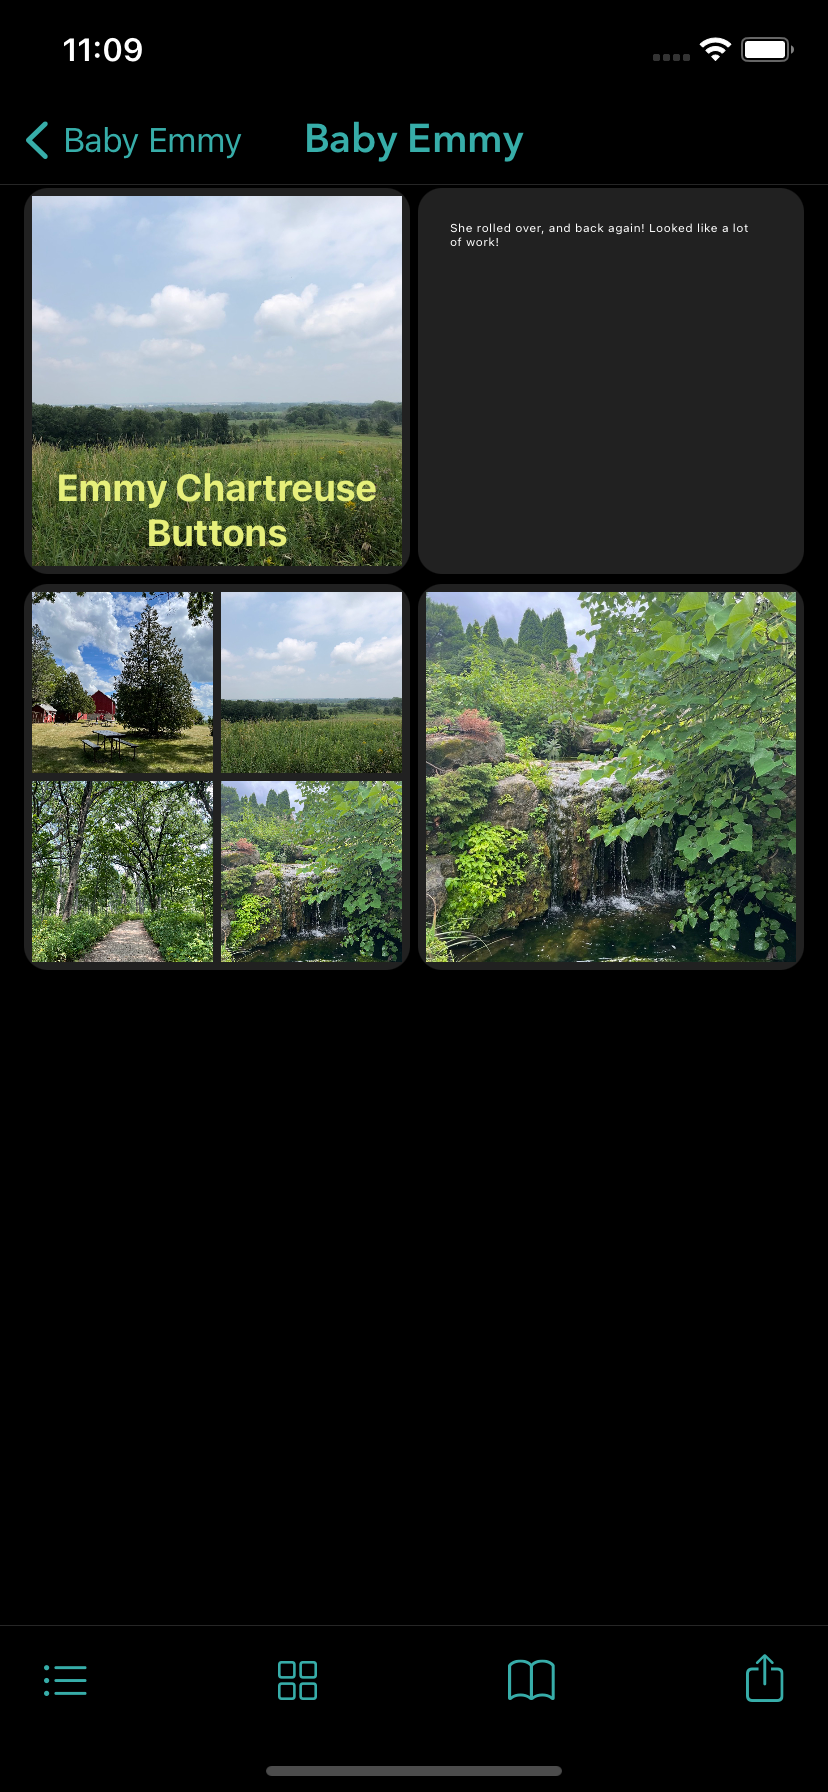 11:09
Baby Emmy
Baby Emmy
Emmy Chartreuse
Buttons
She rolled over, and back again! Looked like a lot
of work!